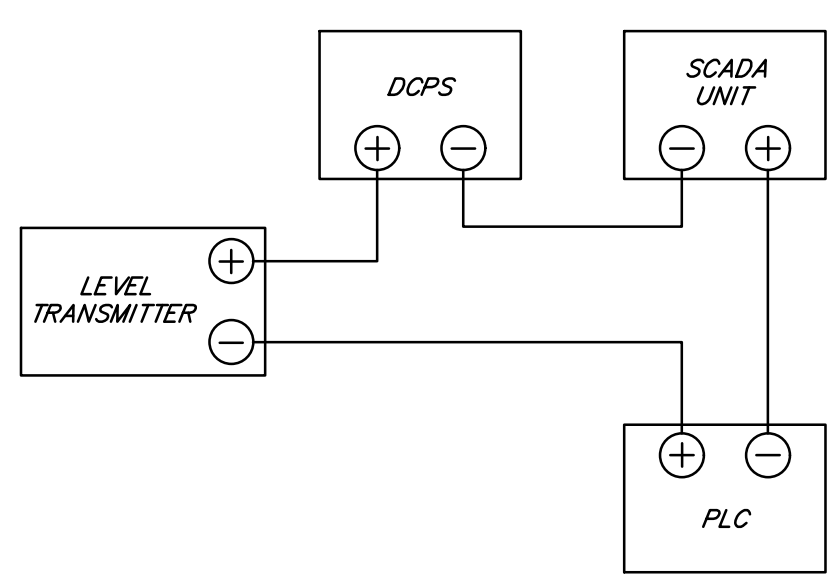 DCPS
+
−
SCADA
UNIT
−
+
LEVEL
TRANSMITTER
+
−
+
−
PLC